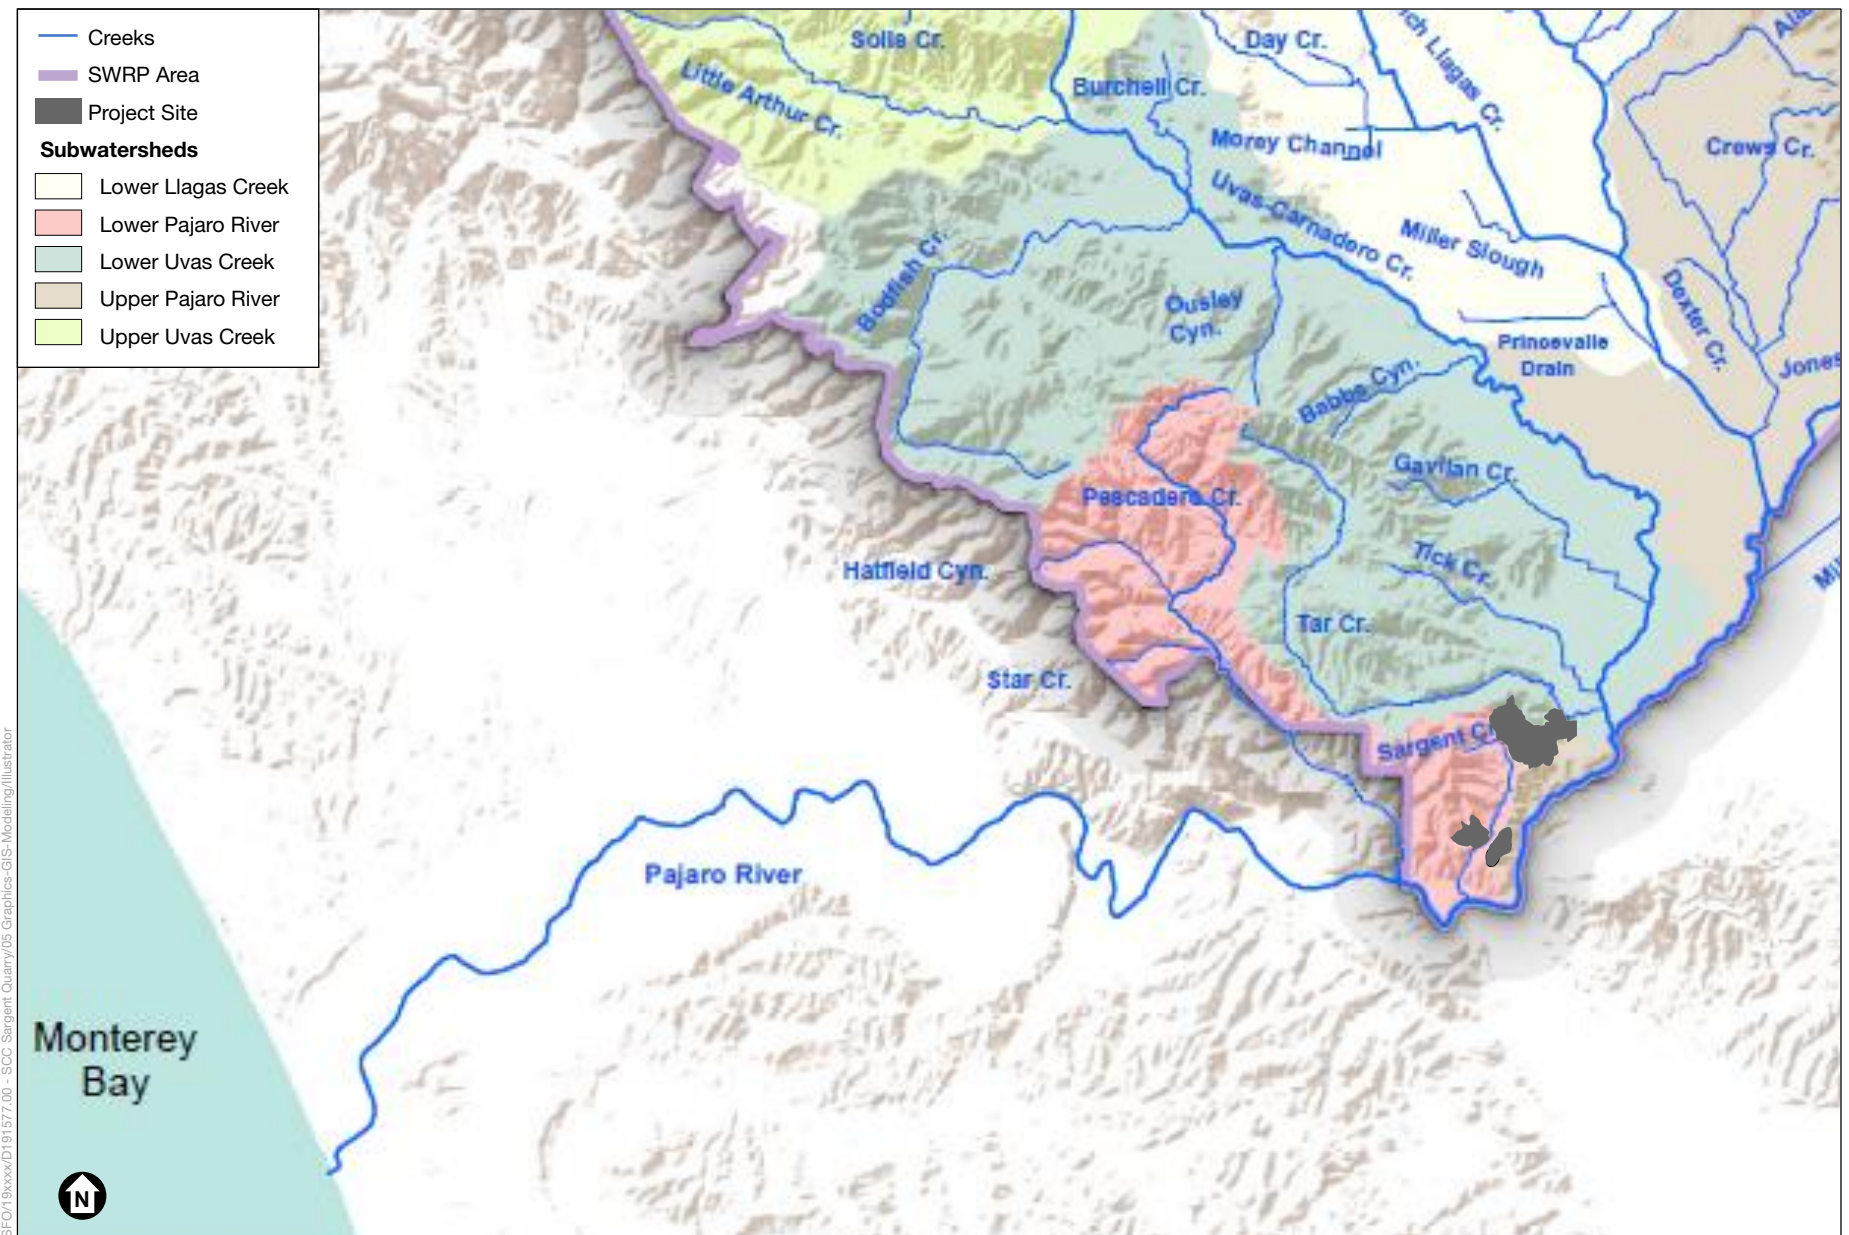 Creeks
SWRP Area
Project Site
Subwatersheds
Lower Llagas Creek
Lower Pajaro River
Lower Uvas Creek
Upper Pajaro River
Upper Uvas Creek
Solis Cr.
Little Arthur Cr.
Day Cr.
Burchell Cr.
Llagas Cr.
Morey Channel
Crews Cr.
Uvas-Carnadero Cr.
Miller Slough
Bodfish Cr.
Ousley
Cyn.
Dexter Cr.
Princevalle
Drain
Jones
Babbs Cyn.
Gavilan Cr.
Pescadero Cr.
Hatfield Cyn.
Tick Cr.
Tar Cr.
Star Cr.
Sargent C
Pajaro River
Monterey
Bay
N
SFO/19xxxx/D191577.00 - SCC Sargent Quarry/05 Graphics-GIS-Modeling/Illustrator